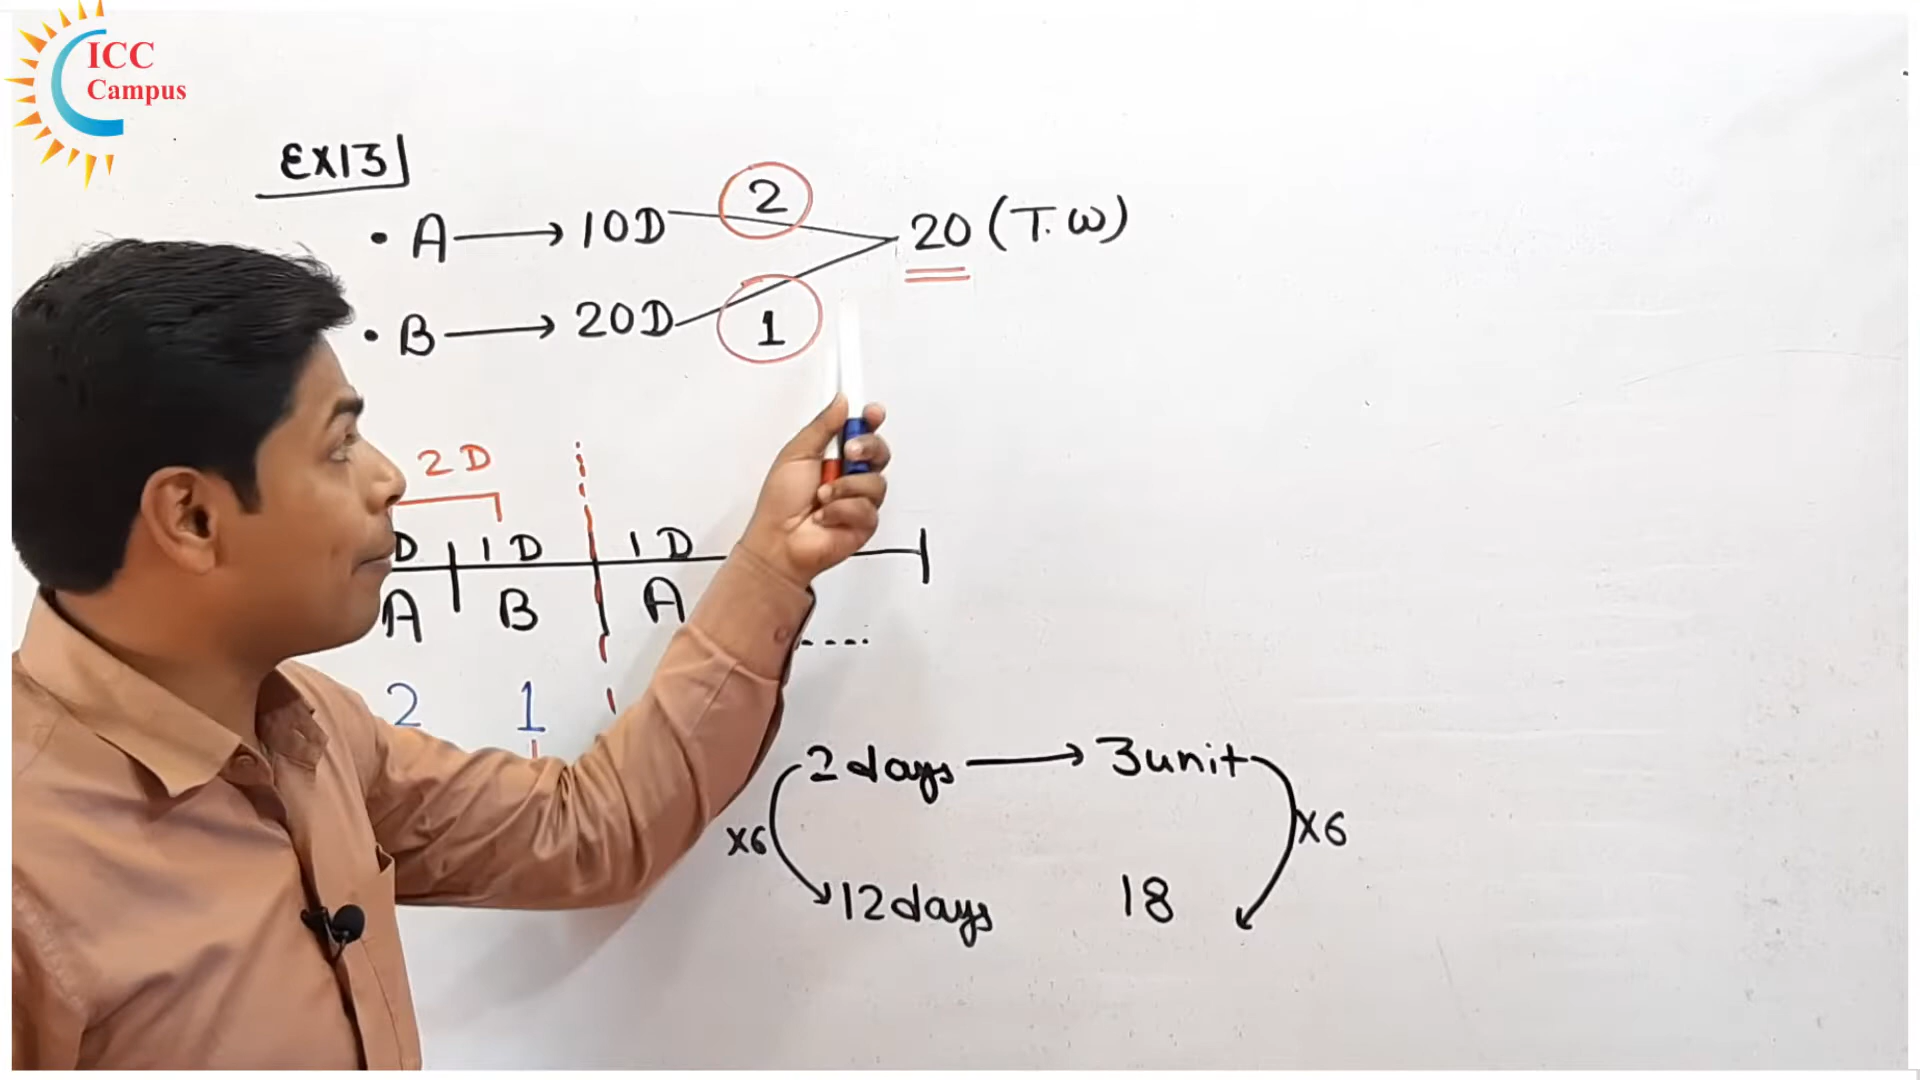 ICC
Campus
EX13
• A → 10D 2 20 (T.W)
• B → 20D 1
2D
D 1D 1D
A B A .....
2 1
2 days → 3 unit
x6 x6
12 days 18